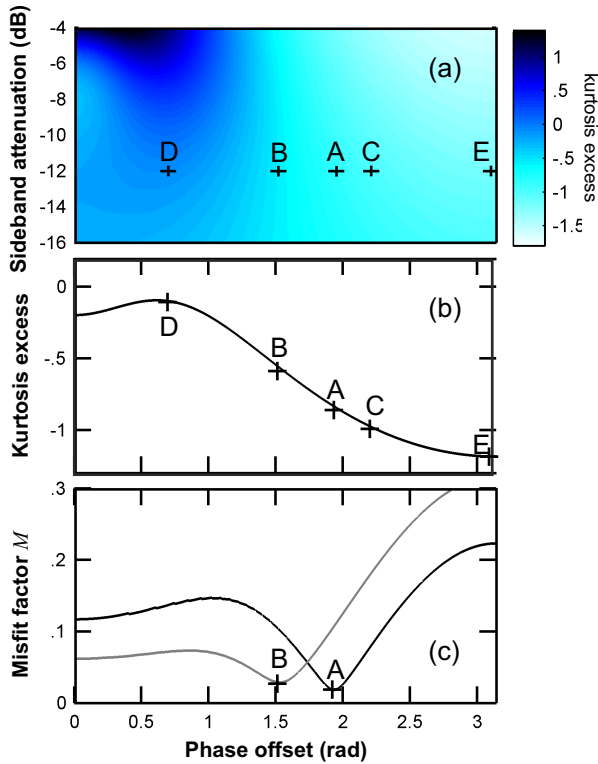 Sideband attenuation (dB)
-4
-6
-8
-10
-12
-14
-16
(a)
D
B
A
C
E
1
.5
0
-0.5
-1
-1.5
kurtosis excess
Kurtosis excess
0
-.5
-1
(b)
D
B
A
C
E
Misfit factor M
.3
.2
.1
0
(c)
B
A
0
0.5
1
1.5
2
2.5
3
Phase offset (rad)